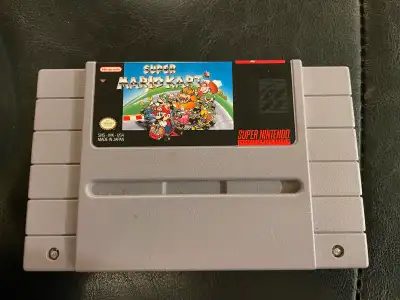 Nintendo
SUPER
MARIO KART
SNS-MK-USA
MADE IN JAPAN
SUPER NINTENDO